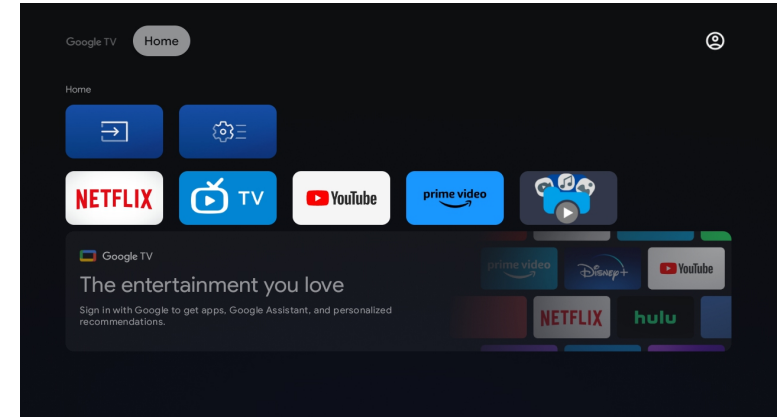 Google TV Home
Home
NETFLIX TV YouTube prime video
Google TV
The entertainment you love
Sign in with Google to get apps, Google Assistant, and personalized
recommendations.
prime video Disney+ YouTube
NETFLIX hulu